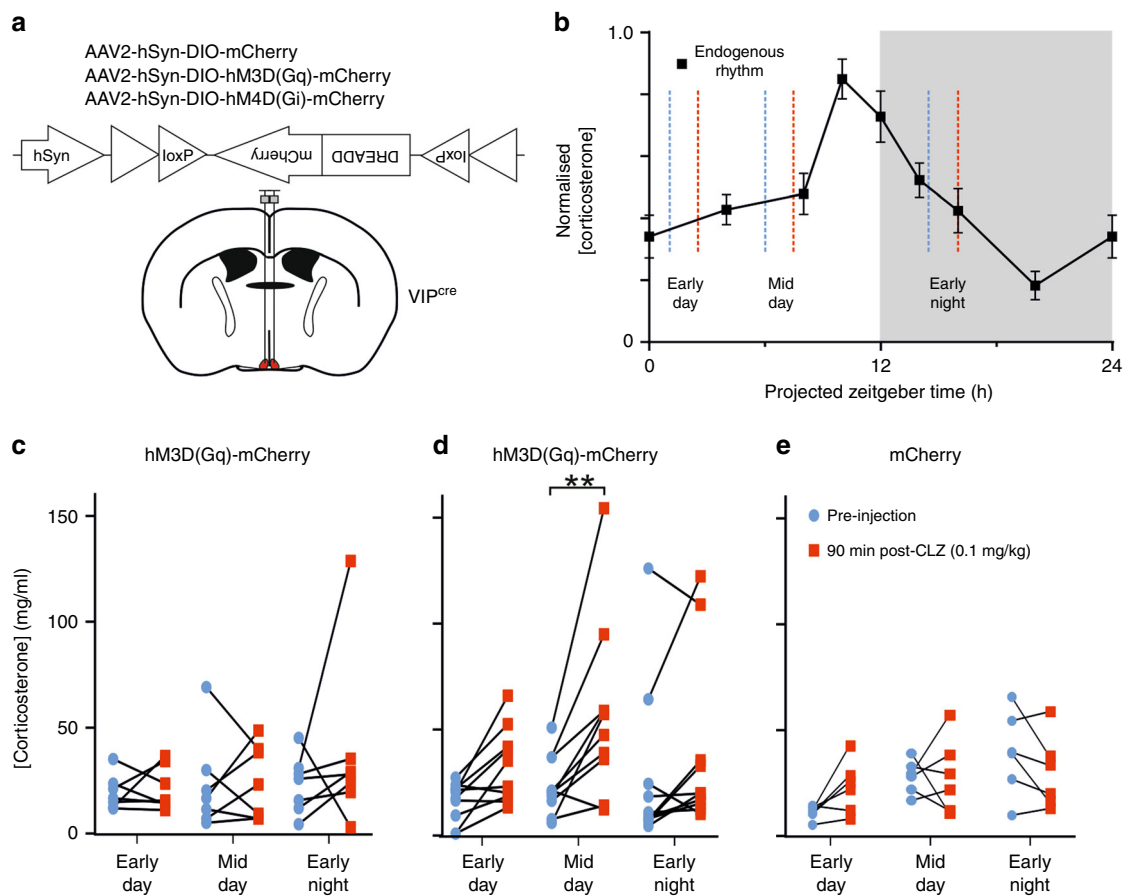 a
AAV2-hSyn-DIO-mCherry
AAV2-hSyn-DIO-hM3D(Gq)-mCherry
AAV2-hSyn-DIO-hM4D(Gi)-mCherry
hSyn
loxP
mCherry
DREADD
loxP
VIPcre
b
1.0
0
Normalised
[corticosterone]
Endogenous
rhythm
Early
day
Mid
day
Early
night
0
12
24
Projected zeitgeber time (h)
c
hM3D(Gq)-mCherry
[Corticosterone] (mg/ml)
150
100
50
0
Early
day
Mid
day
Early
night
d
hM3D(Gq)-mCherry
**
Early
day
Mid
day
Early
night
e
mCherry
Pre-injection
90 min post-CLZ (0.1 mg/kg)
Early
day
Mid
day
Early
night